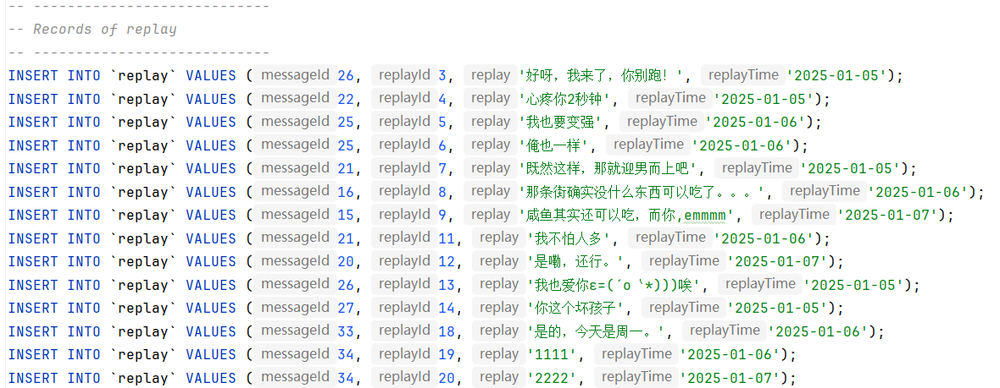 -- ----------------------------
-- Records of replay
-- ----------------------------
INSERT INTO `replay` VALUES ( messageId 26, replayId 3, replay '好呀，我来了，你别跑！', replayTime '2025-01-05');
INSERT INTO `replay` VALUES ( messageId 22, replayId 4, replay '心疼你2秒钟', replayTime '2025-01-05');
INSERT INTO `replay` VALUES ( messageId 25, replayId 5, replay '我也要变强', replayTime '2025-01-06');
INSERT INTO `replay` VALUES ( messageId 25, replayId 6, replay '俺也一样', replayTime '2025-01-06');
INSERT INTO `replay` VALUES ( messageId 21, replayId 7, replay '既然这样，那就迎男而上吧', replayTime '2025-01-05');
INSERT INTO `replay` VALUES ( messageId 16, replayId 8, replay '那条街确实没什么东西可以吃了。。。', replayTime '2025-01-06');
INSERT INTO `replay` VALUES ( messageId 15, replayId 9, replay '咸鱼其实还可以吃，而你,emmmm', replayTime '2025-01-07');
INSERT INTO `replay` VALUES ( messageId 21, replayId 11, replay '我不怕人多', replayTime '2025-01-06');
INSERT INTO `replay` VALUES ( messageId 20, replayId 12, replay '是嘞，还行。', replayTime '2025-01-07');
INSERT INTO `replay` VALUES ( messageId 26, replayId 13, replay '我也爱你ε=(´ο｀*)))唉', replayTime '2025-01-05');
INSERT INTO `replay` VALUES ( messageId 27, replayId 14, replay '你这个坏孩子', replayTime '2025-01-05');
INSERT INTO `replay` VALUES ( messageId 33, replayId 18, replay '是的，今天是周一。', replayTime '2025-01-06');
INSERT INTO `replay` VALUES ( messageId 34, replayId 19, replay '1111', replayTime '2025-01-06');
INSERT INTO `replay` VALUES ( messageId 34, replayId 20, replay '2222', replayTime '2025-01-07');